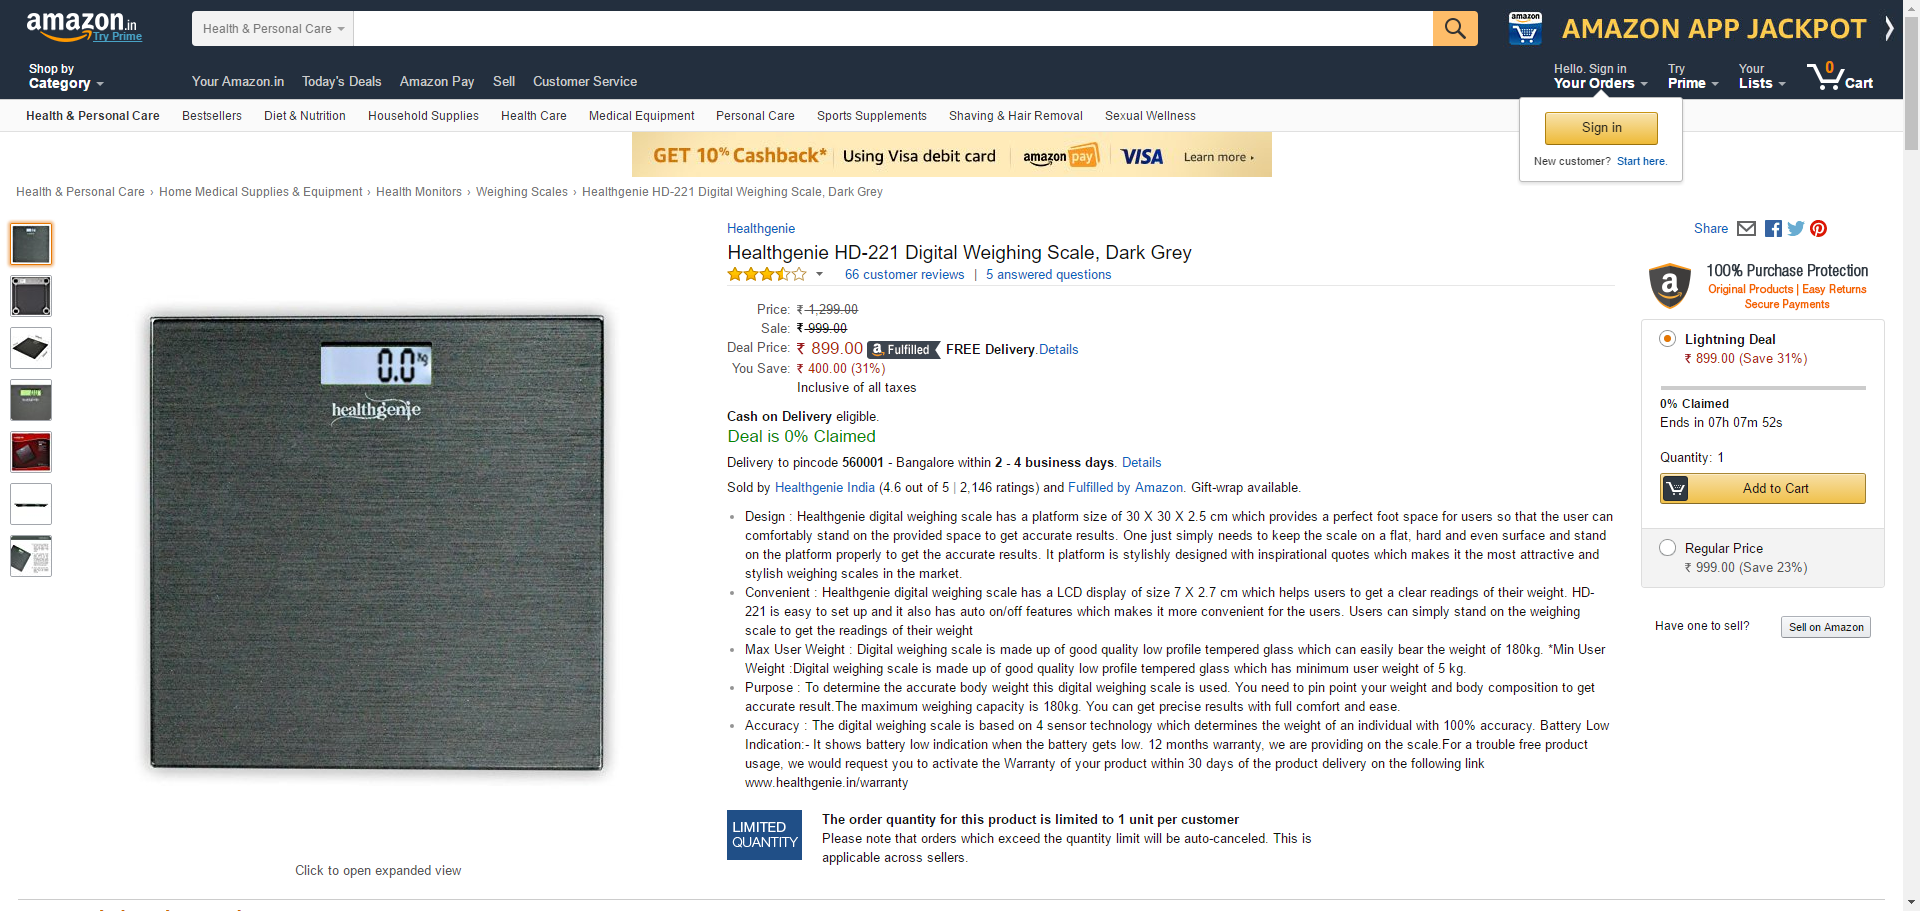 amazon.in
Try Prime
Health & Personal Care
amazon
AMAZON APP JACKPOT
Shop by
Category
Your Amazon.in
Today's Deals
Amazon Pay
Sell
Customer Service
Hello. Sign in
Your Orders
Try
Prime
Your
Lists
0
Cart
Health & Personal Care
Bestsellers
Diet & Nutrition
Household Supplies
Health Care
Medical Equipment
Personal Care
Sports Supplements
Shaving & Hair Removal
Sexual Wellness
Sign in
New customer? Start here.
GET 10% Cashback* Using Visa debit card amazon pay VISA Learn more ▸
Health & Personal Care › Home Medical Supplies & Equipment › Health Monitors › Weighing Scales › Healthgenie HD-221 Digital Weighing Scale, Dark Grey
0.0 kg
healthgenie
Click to open expanded view
Healthgenie
Healthgenie HD-221 Digital Weighing Scale, Dark Grey
66 customer reviews | 5 answered questions
Price: ₹ 1,299.00
Sale: ₹ 999.00
Deal Price: ₹ 899.00 a Fulfilled FREE Delivery.Details
You Save: ₹ 400.00 (31%)
Inclusive of all taxes
Cash on Delivery eligible.
Deal is 0% Claimed
Delivery to pincode 560001 - Bangalore within 2 - 4 business days. Details
Sold by Healthgenie India (4.6 out of 5 | 2,146 ratings) and Fulfilled by Amazon. Gift-wrap available.
• Design : Healthgenie digital weighing scale has a platform size of 30 X 30 X 2.5 cm which provides a perfect foot space for users so that the user can
comfortably stand on the provided space to get accurate results. One just simply needs to keep the scale on a flat, hard and even surface and stand
on the platform properly to get the accurate results. It platform is stylishly designed with inspirational quotes which makes it the most attractive and
stylish weighing scales in the market.
• Convenient : Healthgenie digital weighing scale has a LCD display of size 7 X 2.7 cm which helps users to get a clear readings of their weight. HD-
221 is easy to set up and it also has auto on/off features which makes it more convenient for the users. Users can simply stand on the weighing
scale to get the readings of their weight
• Max User Weight : Digital weighing scale is made up of good quality low profile tempered glass which can easily bear the weight of 180kg. *Min User
Weight :Digital weighing scale is made up of good quality low profile tempered glass which has minimum user weight of 5 kg.
• Purpose : To determine the accurate body weight this digital weighing scale is used. You need to pin point your weight and body composition to get
accurate result.The maximum weighing capacity is 180kg. You can get precise results with full comfort and ease.
• Accuracy : The digital weighing scale is based on 4 sensor technology which determines the weight of an individual with 100% accuracy. Battery Low
Indication:- It shows battery low indication when the battery gets low. 12 months warranty, we are providing on the scale.For a trouble free product
usage, we would request you to activate the Warranty of your product within 30 days of the product delivery on the following link
www.healthgenie.in/warranty
LIMITED
QUANTITY
The order quantity for this product is limited to 1 unit per customer
Please note that orders which exceed the quantity limit will be auto-canceled. This is
applicable across sellers.
Share
a
100% Purchase Protection
Original Products | Easy Returns
Secure Payments
Lightning Deal
₹ 899.00 (Save 31%)
0% Claimed
Ends in 07h 07m 52s
Quantity: 1
Add to Cart
Regular Price
₹ 999.00 (Save 23%)
Have one to sell?
Sell on Amazon